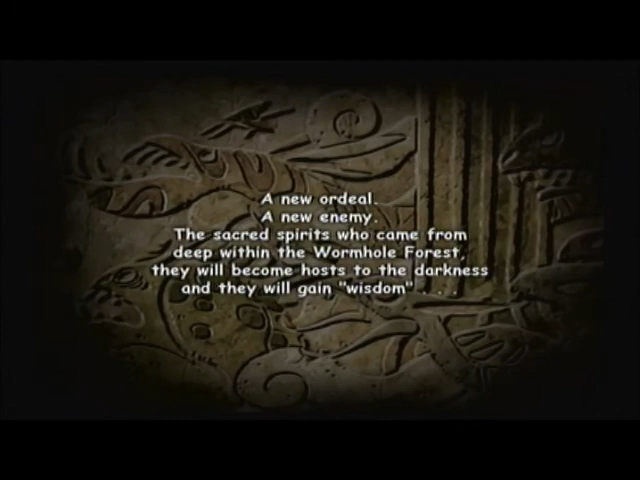 A new ordeal.
A new enemy.
The sacred spirits who came from
deep within the Wormhole Forest,
they will become hosts to the darkness
and they will gain "wisdom" ...